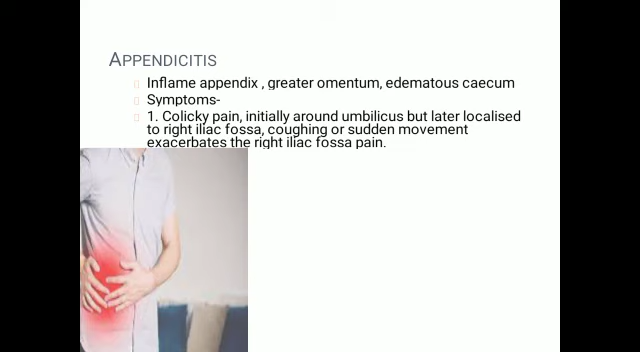 APPENDICITIS
Inflame appendix , greater omentum, edematous caecum
Symptoms-
1. Colicky pain, initially around umbilicus but later localised
to right iliac fossa, coughing or sudden movement
exacerbates the right iliac fossa pain.